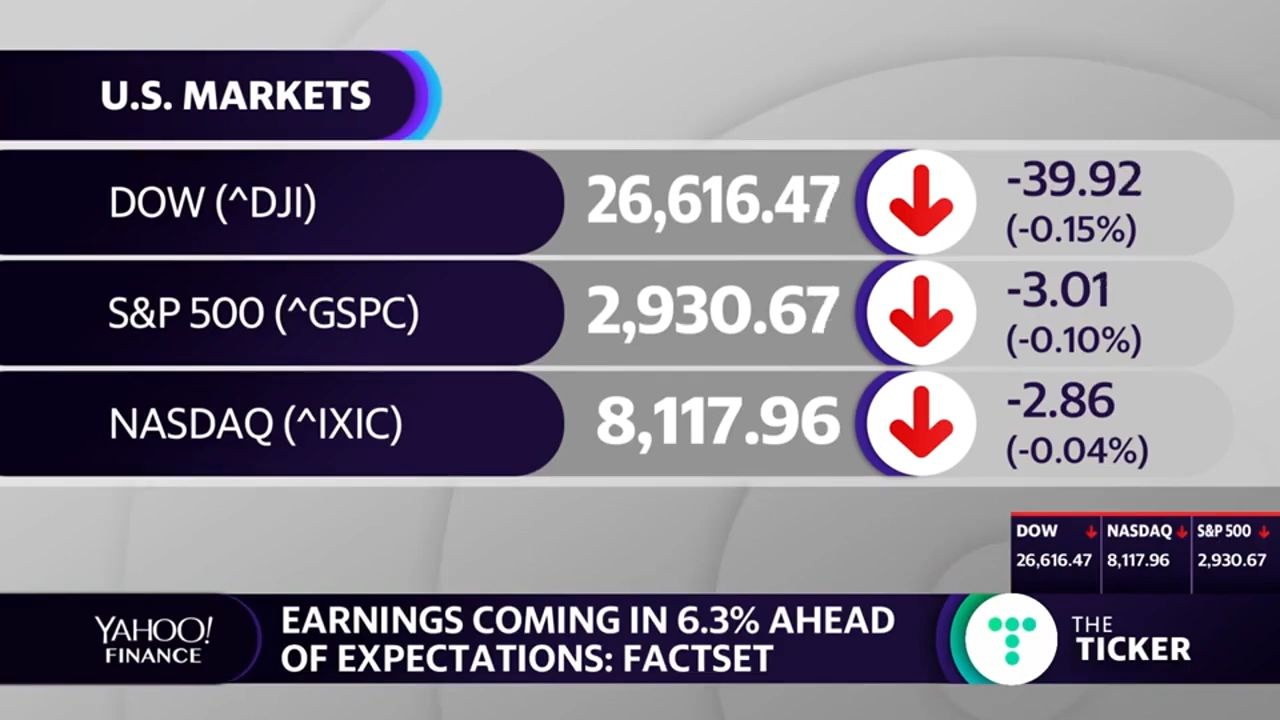 U.S. MARKETS
DOW (^DJI) 26,616.47 -39.92
(-0.15%)
S&P 500 (^GSPC) 2,930.67 -3.01
(-0.10%)
NASDAQ (^IXIC) 8,117.96 -2.86
(-0.04%)
DOW NASDAQ S&P 500
26,616.47 8,117.96 2,930.67
YAHOO!
FINANCE
EARNINGS COMING IN 6.3% AHEAD
OF EXPECTATIONS: FACTSET
THE
TICKER